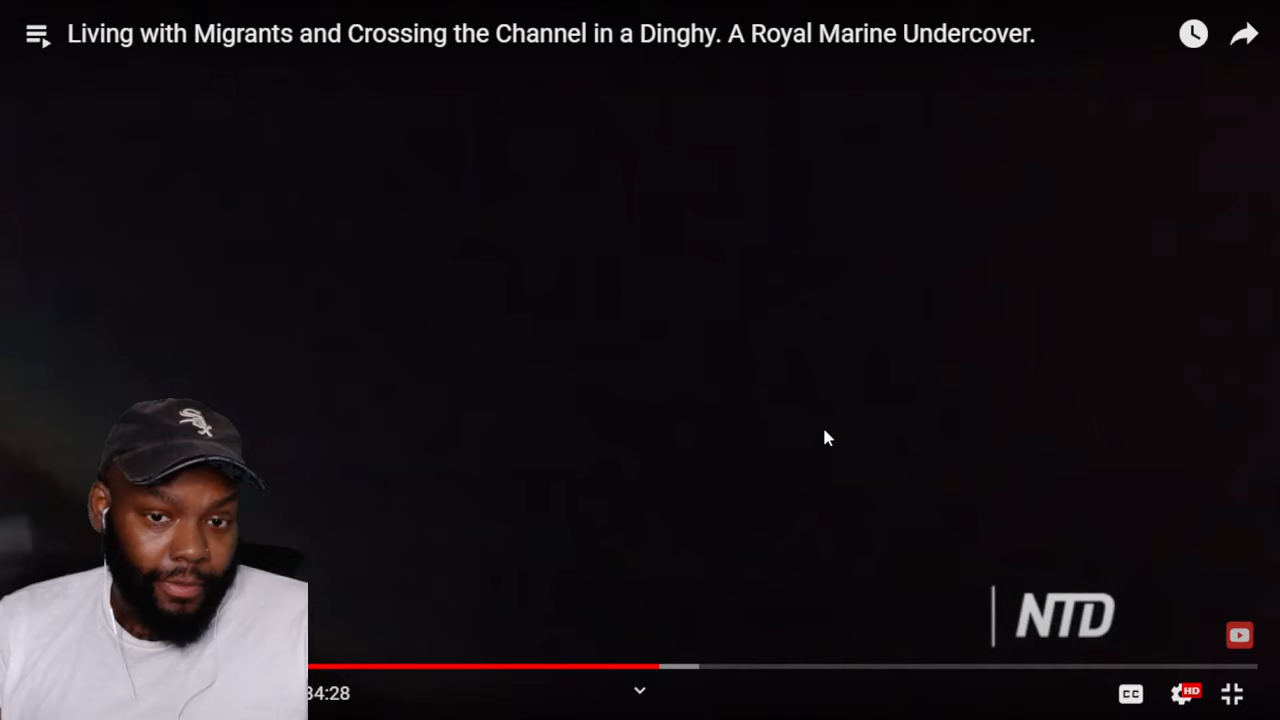 Living with Migrants and Crossing the Channel in a Dinghy. A Royal Marine Undercover.
NTD
34:28
CC
HD